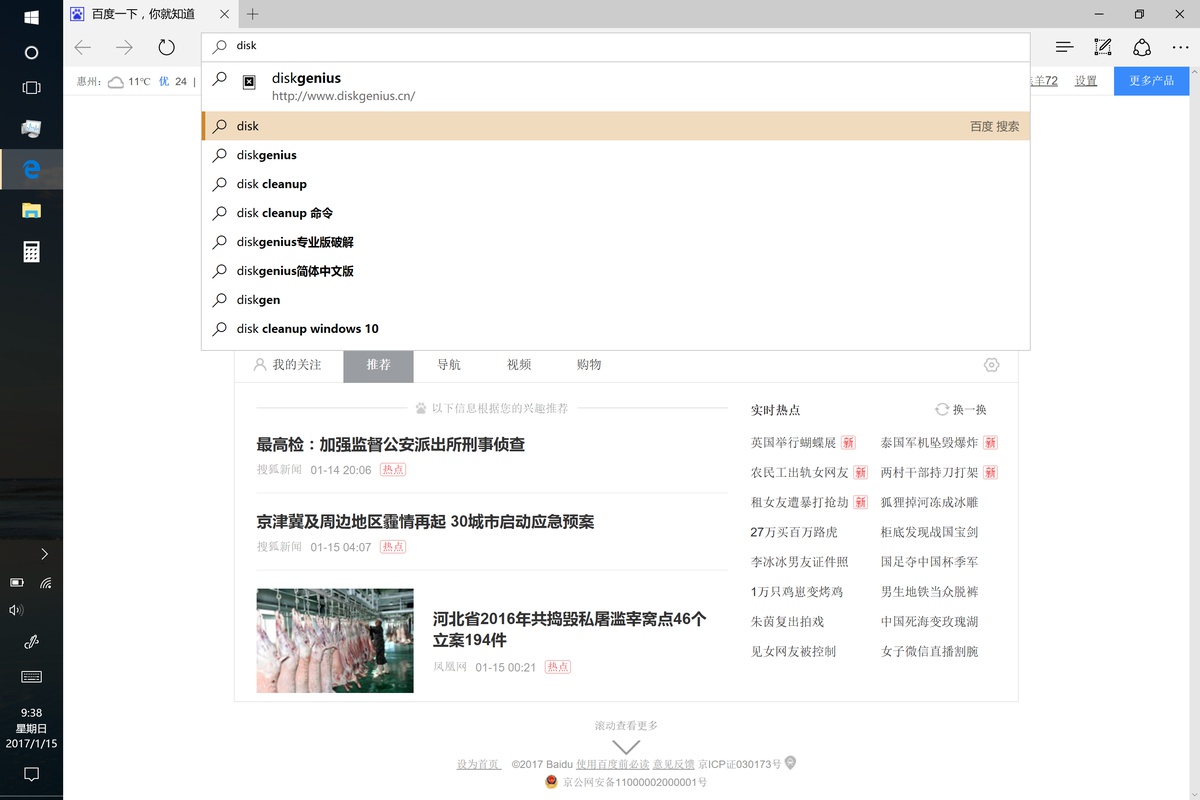 百度一下，你就知道
disk
惠州： 11℃ 优 24 |
羊72 设置 更多产品
diskgenius
http://www.diskgenius.cn/
disk 百度 搜索
diskgenius
disk cleanup
disk cleanup 命令
diskgenius专业版破解
diskgenius简体中文版
diskgen
disk cleanup windows 10
我的关注 推荐 导航 视频 购物
以下信息根据您的兴趣推荐
最高检：加强监督公安派出所刑事侦查
搜狐新闻 01-14 20:06 热点
京津冀及周边地区霾情再起 30城市启动应急预案
搜狐新闻 01-15 04:07 热点
河北省2016年共捣毁私屠滥宰窝点46个
立案194件
凤凰网 01-15 00:21 热点
实时热点 换一换
英国举行蝴蝶展 新 泰国军机坠毁爆炸 新
农民工出轨女网友 新 两村干部持刀打架 新
租女友遭暴打抢劫 新 狐狸掉河冻成冰雕
27万买百万路虎 柜底发现战国宝剑
李冰冰男友证件照 国足夺中国杯季军
1万只鸡崽变烤鸡 男生地铁当众脱裤
朱茵复出拍戏 中国死海变玫瑰湖
见女网友被控制 女子微信直播割腕
滚动查看更多
设为首页 ©2017 Baidu 使用百度前必读 意见反馈 京ICP证030173号
京公网安备11000002000001号
9:38
星期日
2017/1/15